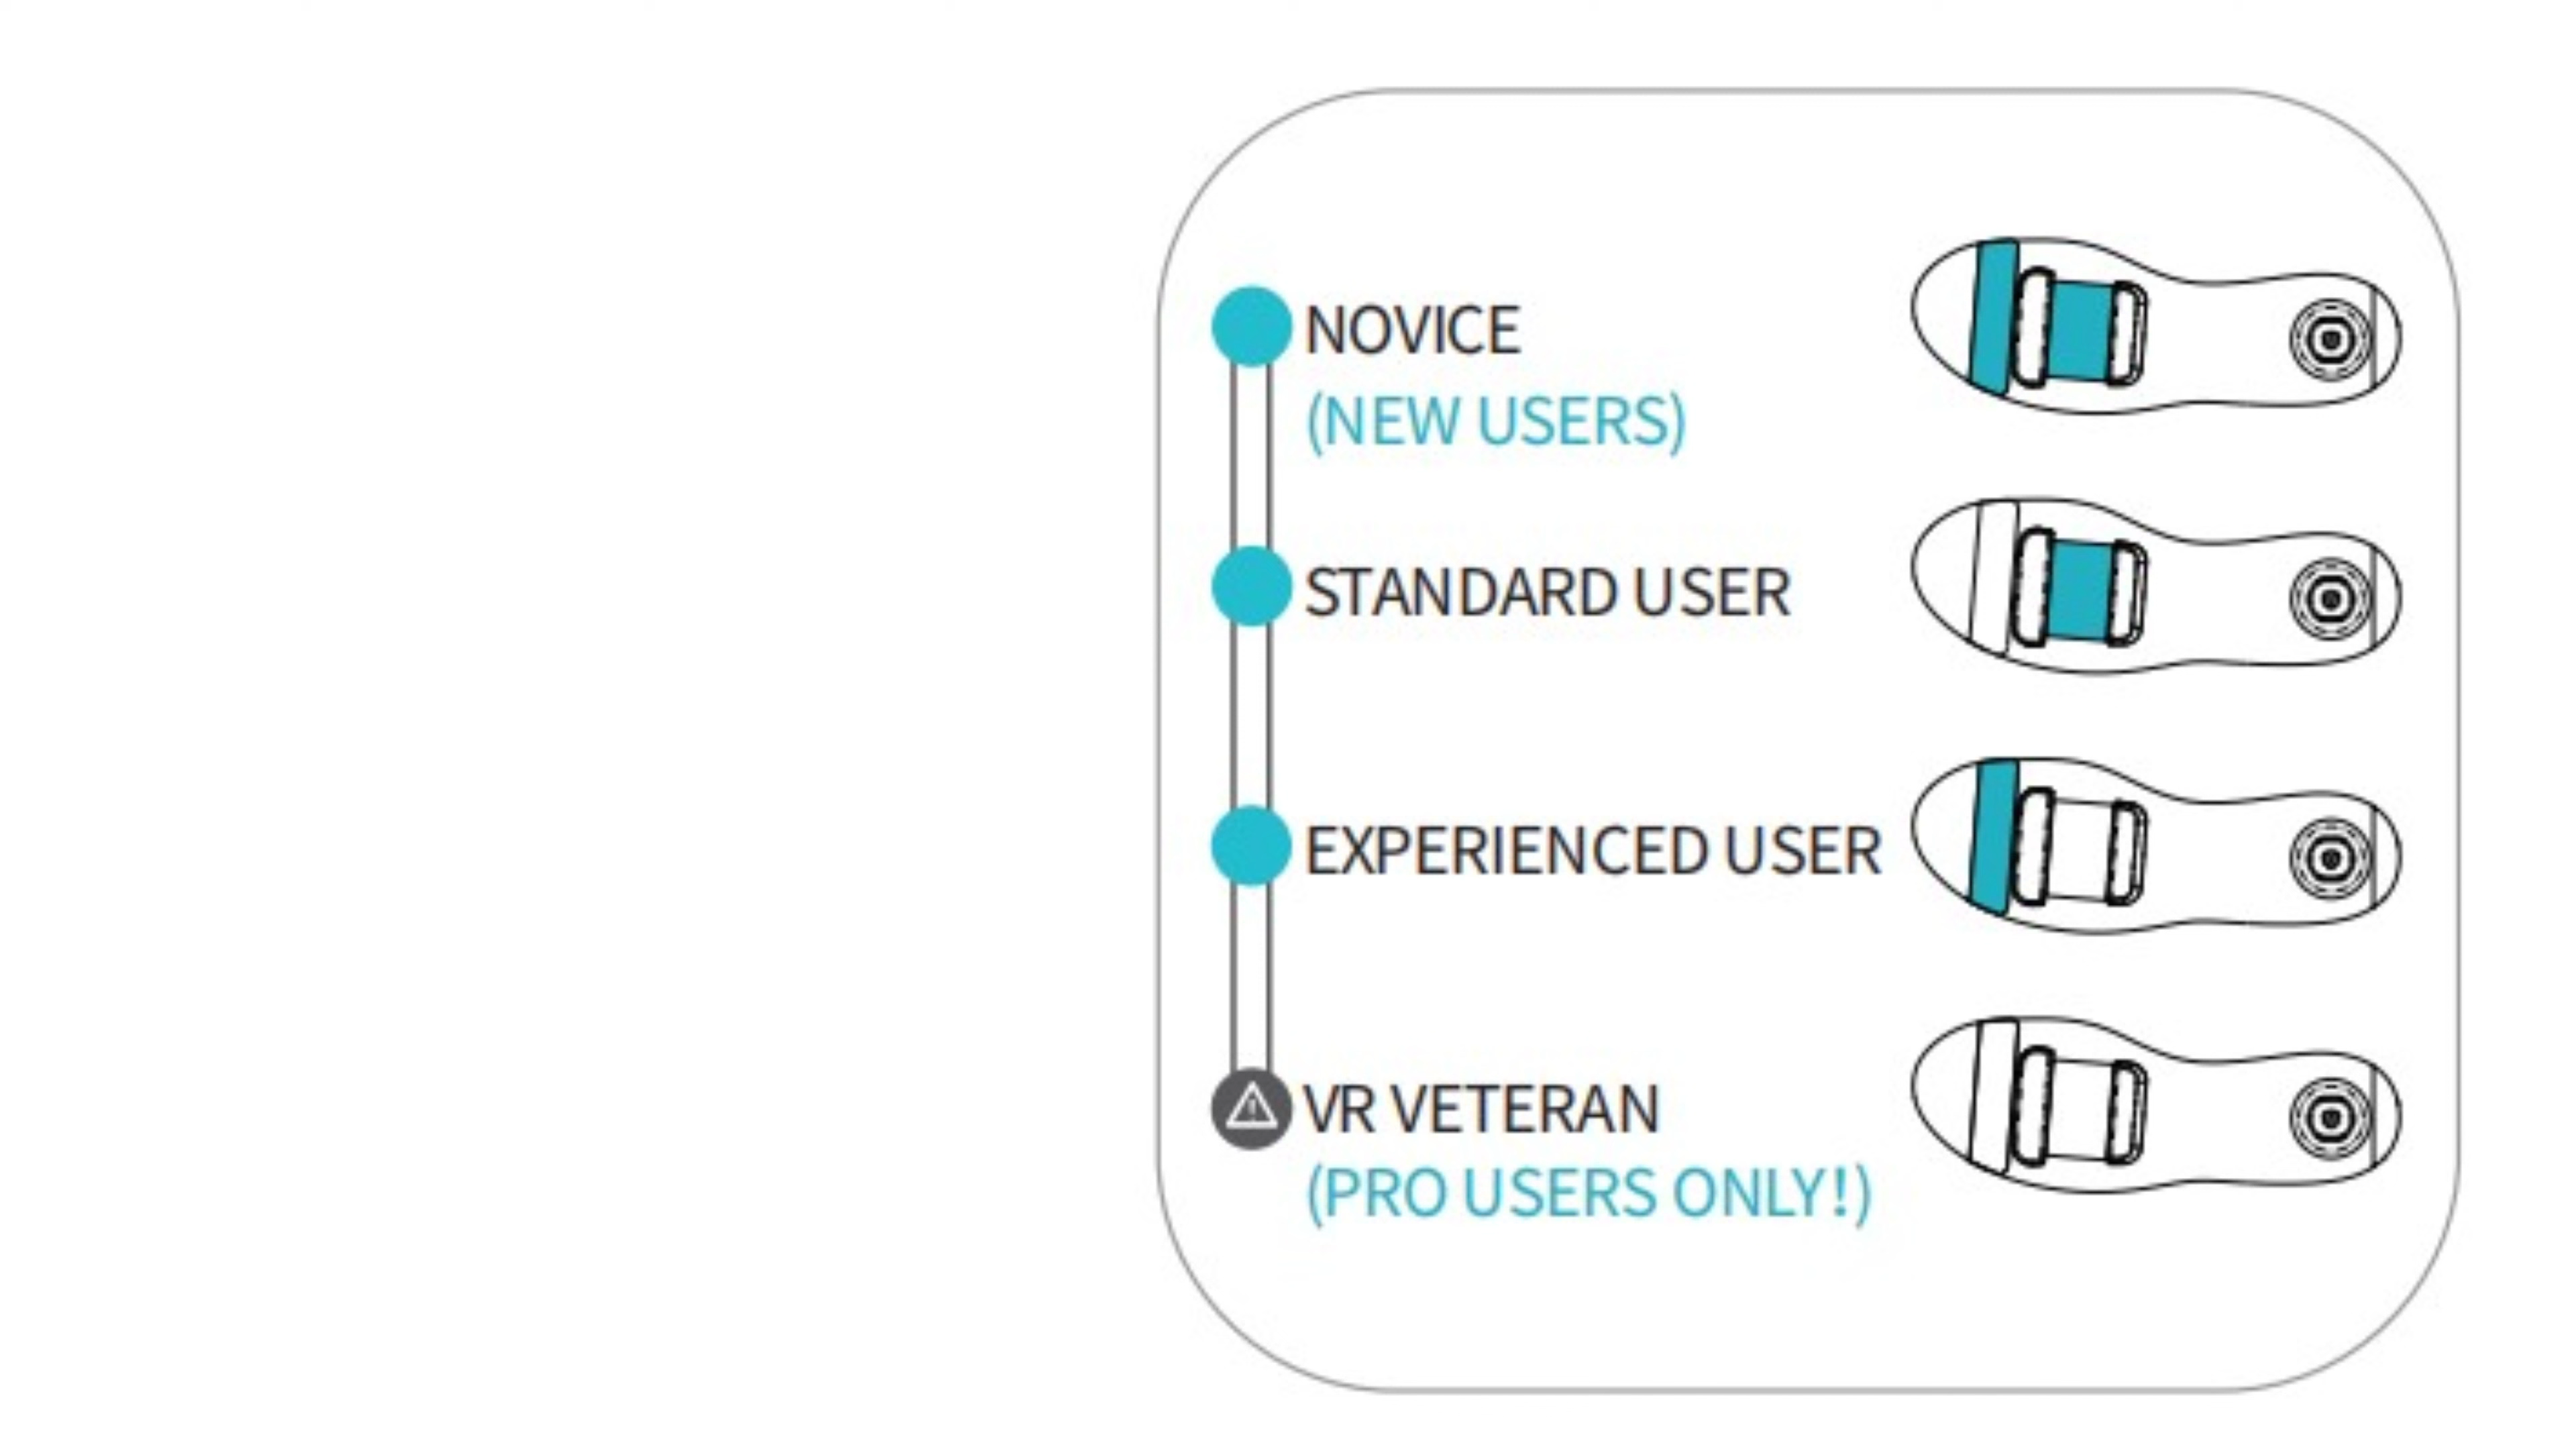 NOVICE
(NEW USERS)
STANDARD USER
EXPERIENCED USER
VR VETERAN
(PRO USERS ONLY!)